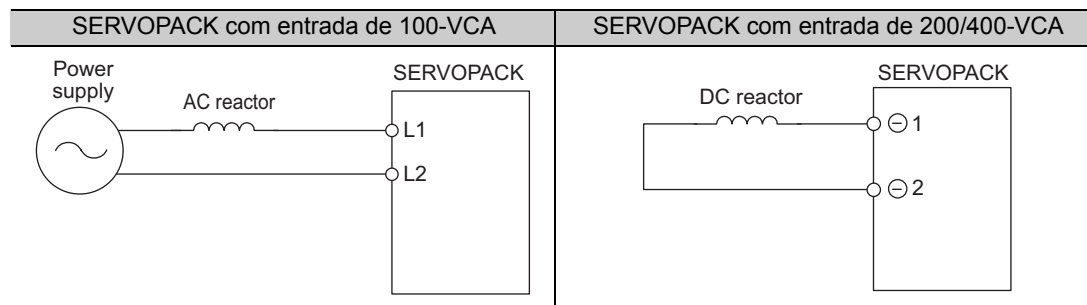 SERVOPACK com entrada de 100-VCA
SERVOPACK com entrada de 200/400-VCA
Power
supply
AC reactor
SERVOPACK
L1
L2
DC reactor
SERVOPACK
⊖ 1
⊖ 2